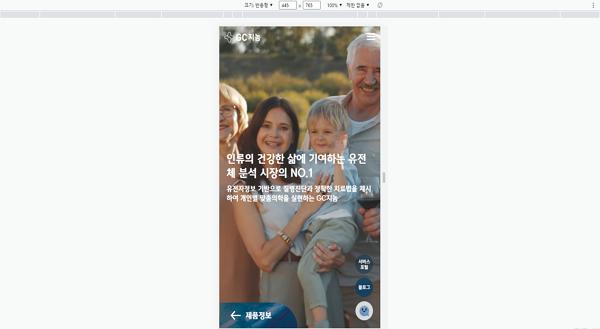 크기: 반응형 ▼ 445 x 765 100% ▼ 제한 없음 ▼
GC지놈
인류의 건강한 삶에 기여하는 유전
체 분석 시장의 NO.1
유전자정보 기반으로 질병진단과 정확한 치료법을 제시
하여 개인별 맞춤의학을 실현하는 GC지놈
서비스
포털
블로그
제품정보